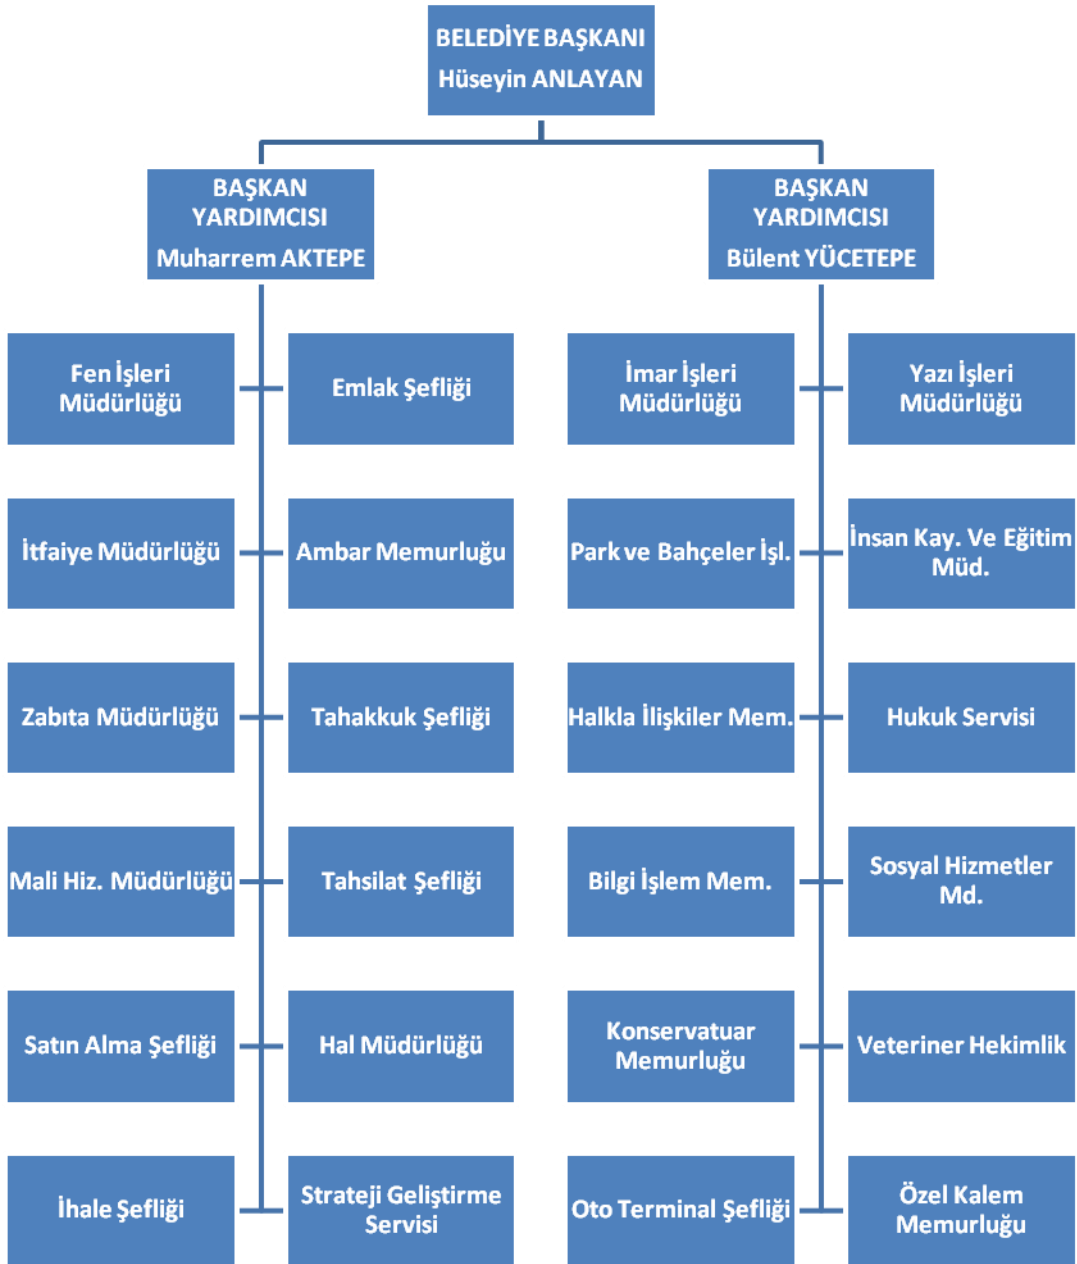 BELEDİYE BAŞKANI
Hüseyin ANLAYAN
BAŞKAN
YARDIMCISI
Muharrem AKTEPE
BAŞKAN
YARDIMCISI
Bülent YÜCETEPE
Fen İşleri
Müdürlüğü
Emlak Şefliği
İmar İşleri
Müdürlüğü
Yazı İşleri
Müdürlüğü
İtfaiye Müdürlüğü
Ambar Memurluğu
Park ve Bahçeler İşl.
İnsan Kay. Ve Eğitim
Müd.
Zabıta Müdürlüğü
Tahakkuk Şefliği
Halkla İlişkiler Mem.
Hukuk Servisi
Mali Hiz. Müdürlüğü
Tahsilat Şefliği
Bilgi İşlem Mem.
Sosyal Hizmetler
Md.
Satın Alma Şefliği
Hal Müdürlüğü
Konservatuar
Memurluğu
Veteriner Hekimlik
İhale Şefliği
Strateji Geliştirme
Servisi
Oto Terminal Şefliği
Özel Kalem
Memurluğu